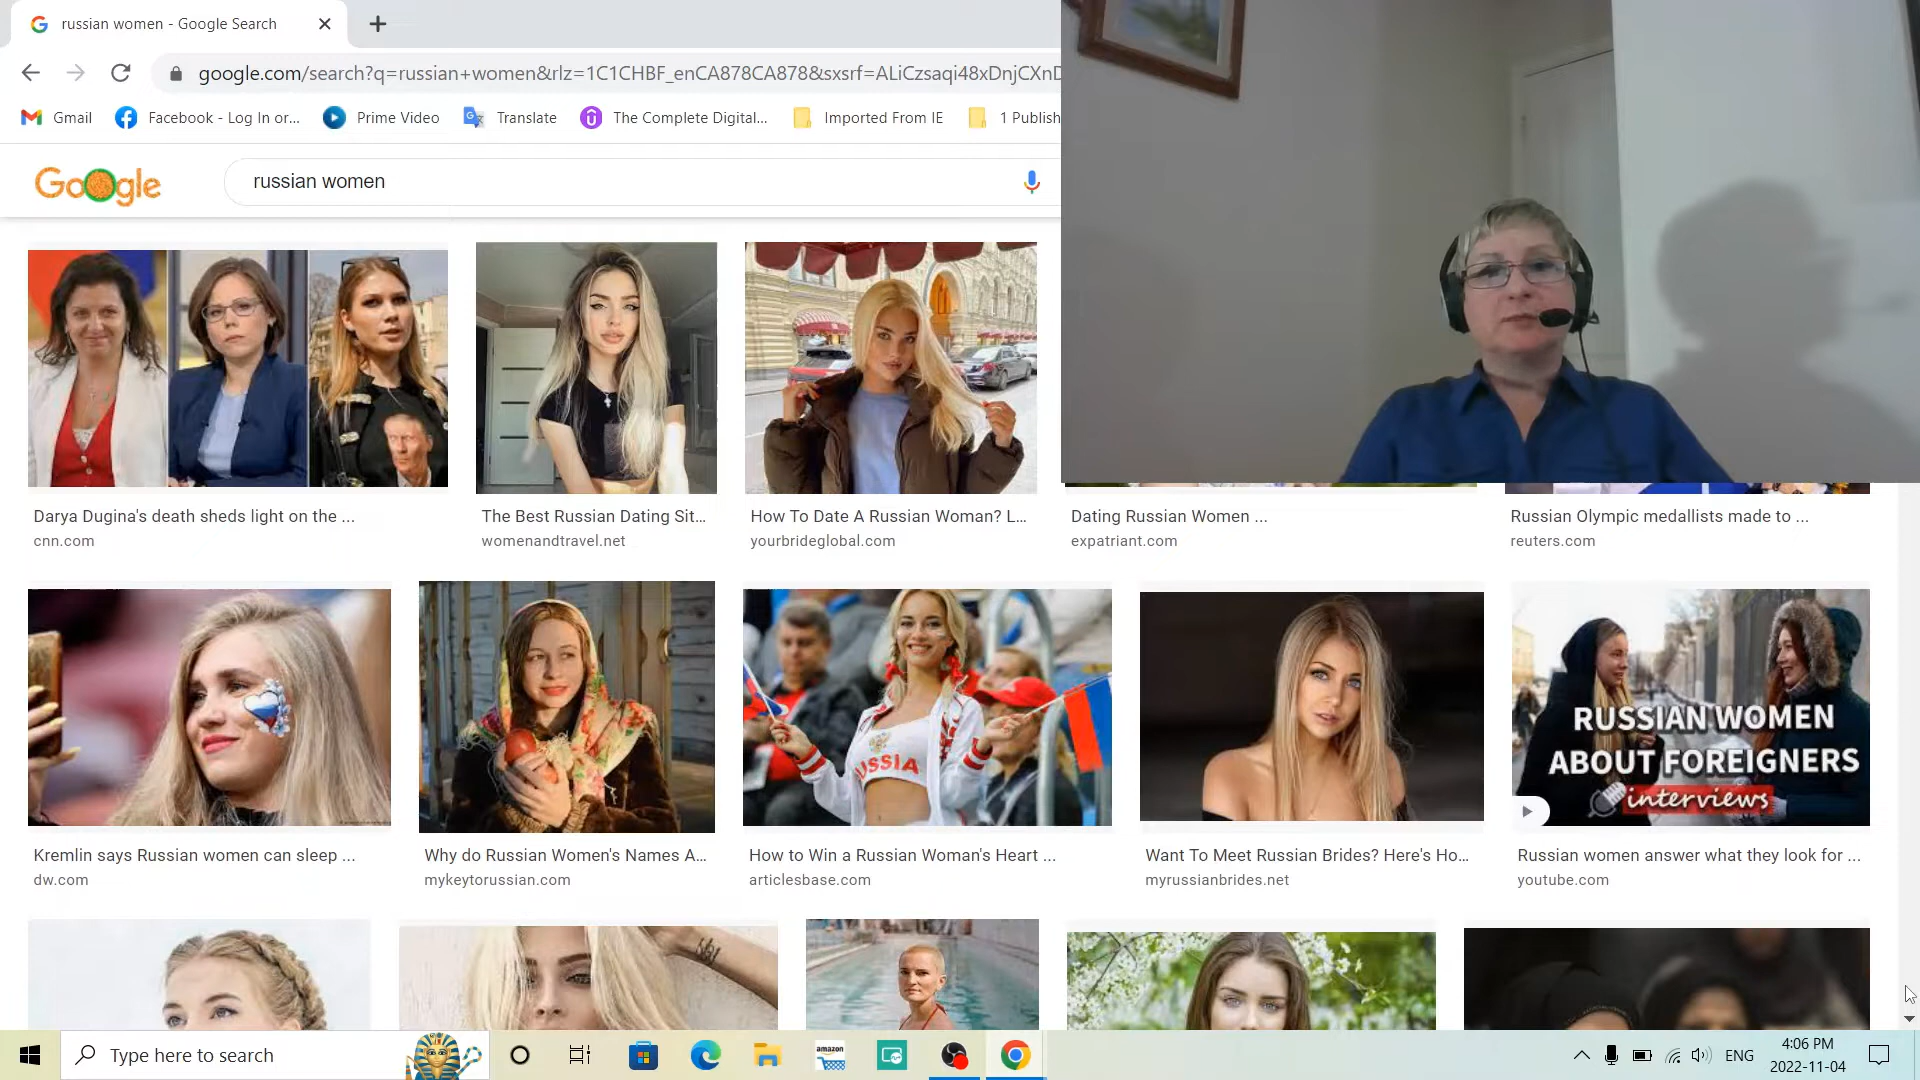 russian women - Google Search
google.com/search?q=russian+women&rlz=1C1CHBF_enCA878CA878&sxsrf=ALiCzsaqi48xDnjCXnD
Gmail
Facebook - Log In or...
Prime Video
Translate
The Complete Digital...
Imported From IE
1 Publish
Google
russian women
Darya Dugina's death sheds light on the ...
cnn.com
The Best Russian Dating Sit...
womenandtravel.net
How To Date A Russian Woman? L...
yourbrideglobal.com
Dating Russian Women ...
expatriant.com
Russian Olympic medallists made to ...
reuters.com
RUSSIA
RUSSIAN WOMEN
ABOUT FOREIGNERS
interviews
Kremlin says Russian women can sleep ...
dw.com
Why do Russian Women's Names A...
mykeytorussian.com
How to Win a Russian Woman's Heart ...
articlesbase.com
Want To Meet Russian Brides? Here's Ho...
myrussianbrides.net
Russian women answer what they look for ...
youtube.com
Type here to search
amazon
ENG
4:06 PM
2022-11-04